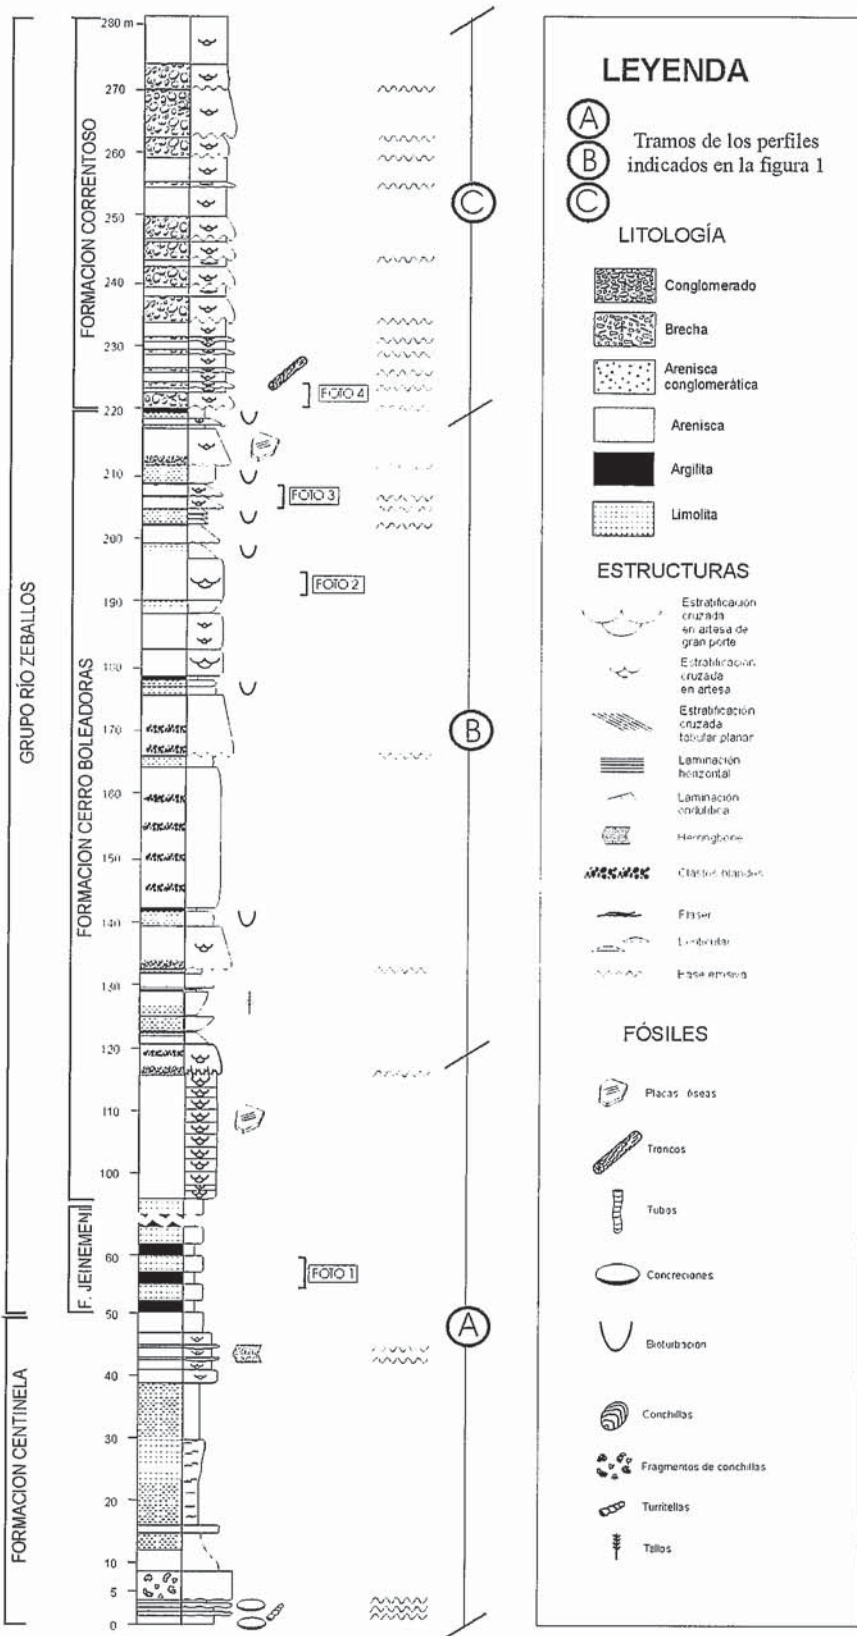 GRUPO RÍO ZEBALLOS
FORMACION CENTINELA
FORMACION CORRENTOSO
FORMACION CERRO BOLEADORAS
F. JEINEMENII
280 m
270
260
250
240
230
220
210
200
190
180
170
160
150
140
130
120
110
100
60
50
40
30
20
10
5
0
FOTO 4
FOTO 3
FOTO 2
FOTO 1
C
B
A
LEYENDA
A
B
C
Tramos de los perfiles
indicados en la figura 1
LITOLOGÍA
Conglomerado
Brecha
Arenisca
conglomerática
Arenisca
Argilita
Limolita
ESTRUCTURAS
Estratificación
cruzada
en artesa de
gran porte
Estratificación
cruzada
en artesa
Estratificación
cruzada
tabular planar
Laminación
horizontal
Laminación
ondulítica
Herringbone
Clastos blandos
Flaser
Lenticular
Base erosiva
FÓSILES
Placas óseas
Troncos
Tubos
Concreciones
Bioturbación
Conchillas
Fragmentos de conchillas
Turritellas
Tallos